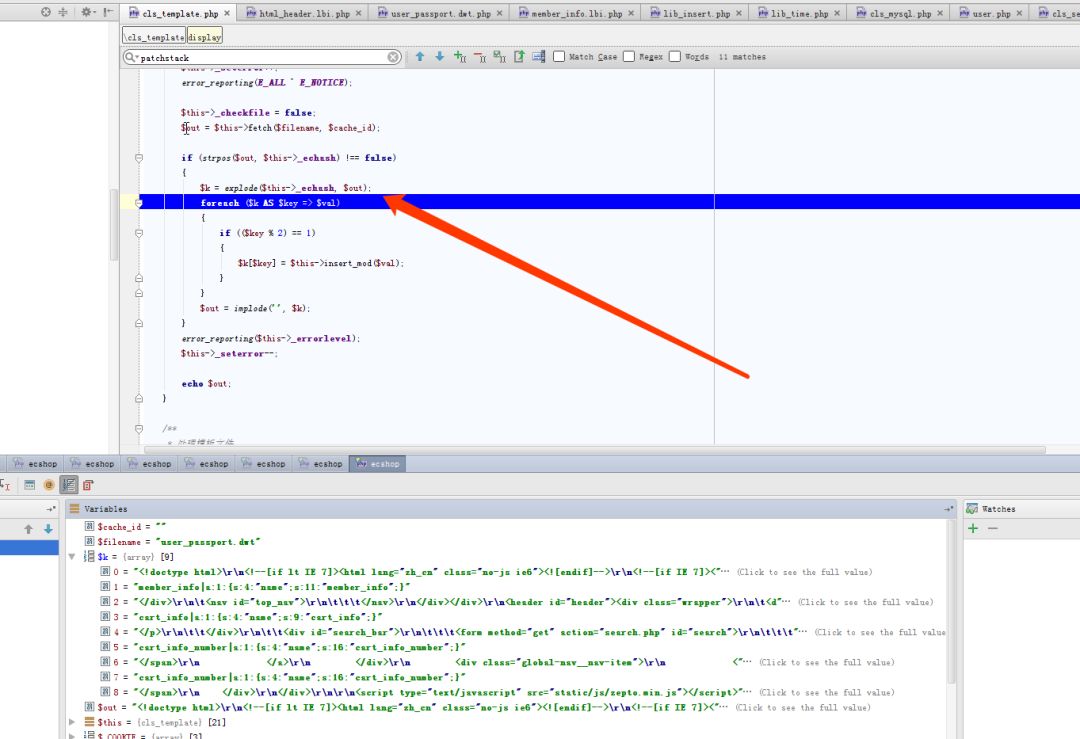 cls_template.php html_header.lbi.php user_passport.dwt.php member_info.lbi.php lib_insert.php lib_time.php cls_mysql.php user.php cls_se
\cls_template display
patchstack Match Case Regex Words 11 matches
error_reporting(E_ALL ^ E_NOTICE);
$this->_checkfile = false;
$out = $this->fetch($filename, $cache_id);
if (strpos($out, $this->_echash) !== false)
{
$k = explode($this->_echash, $out);
foreach ($k AS $key => $val)
{
if (($key % 2) == 1)
{
$k[$key] = $this->insert_mod($val);
}
}
$out = implode('', $k);
}
error_reporting($this->_errorlevel);
$this->_seterror--;
echo $out;
}
/**
ecshop ecshop ecshop ecshop ecshop ecshop ecshop
Variables Watches
$cache_id = ""
$filename = "user_passport.dwt"
$k = {array} [9]
0 = "<!doctype html>\r\n<!--[if lt IE 7]><html lang="zh_cn" class="no-js ie6"><![endif]-->\r\n<!--[if IE 7]><"… (Click to see the full value)
1 = "member_info|a:1:{s:4:"name";s:11:"member_info";}"
2 = "</div>\r\n\t<nav id="top_nav">\r\n\t\t\t</nav>\r\n</div></div>\r\n<header id="header"><div class="wrapper">\r\n\t<d"… (Click to see the full value)
3 = "cart_info|a:1:{s:4:"name";s:9:"cart_info";}"
4 = "</p>\r\n\t\t</div>\r\n\t\t<div id="search_bar">\r\n\t\t\t<form method="get" action="search.php" id="search">\r\n\t\t\t"… (Click to see the full value
5 = "cart_info_number|a:1:{s:4:"name";s:16:"cart_info_number";}"
6 = "</span>\r\n </a>\r\n </div>\r\n <div class="global-nav__nav-item">\r\n <"… (Click to see the full value)
7 = "cart_info_number|a:1:{s:4:"name";s:16:"cart_info_number";}"
8 = "</span>\r\n </div>\r\n</div>\r\n\r\n<script type="text/javascript" src="static/js/zepto.min.js"></script>"… (Click to see the full value)
$out = "<!doctype html>\r\n<!--[if lt IE 7]><html lang="zh_cn" class="no-js ie6"><![endif]-->\r\n<!--[if IE 7]><"… (Click to see the full value)
$this = {cls_template} [21]
$_COOKIE = {array} [3]